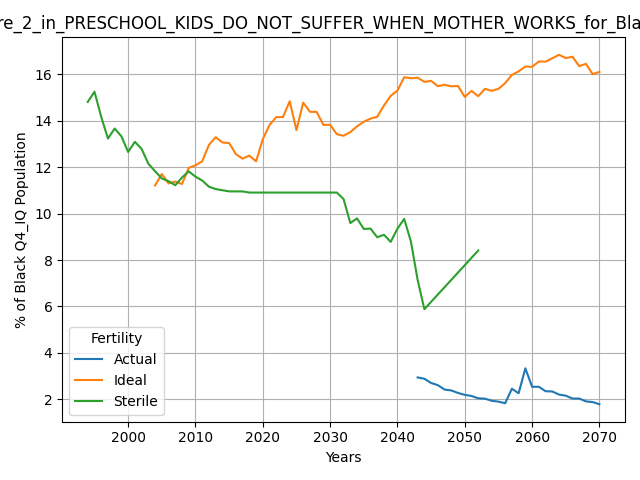 re_2_in_PRESCHOOL_KIDS_DO_NOT_SUFFER_WHEN_MOTHER_WORKS_for_Bla
% of Black Q4_IQ Population
16
14
12
10
8
6
4
2
Fertility
Actual
Ideal
Sterile
2000 2010 2020 2030 2040 2050 2060 2070
Years